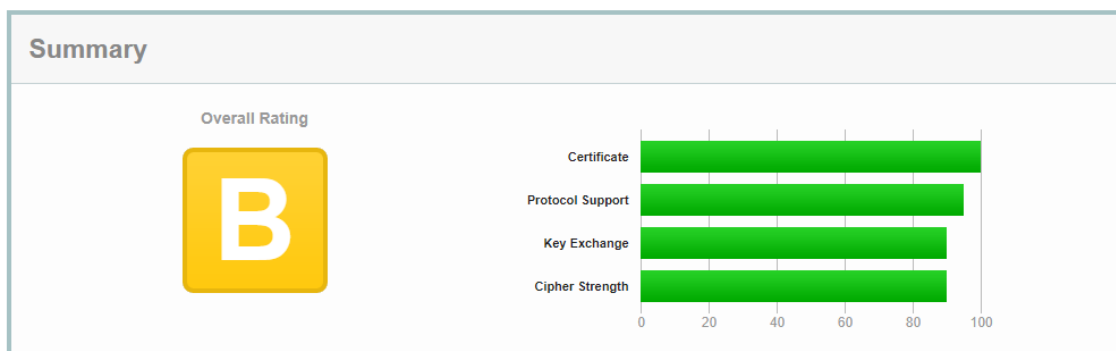 Summary
Overall Rating
B
Certificate
Protocol Support
Key Exchange
Cipher Strength
0 20 40 60 80 100